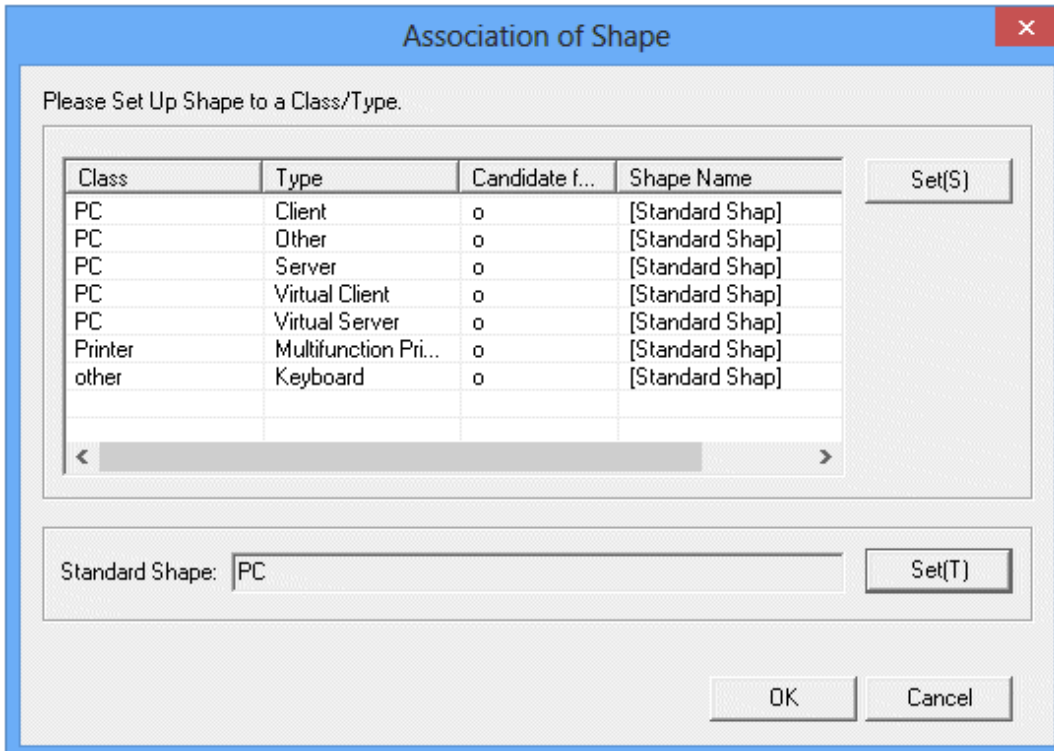 Association of Shape
Please Set Up Shape to a Class/Type.
Class Type Candidate f... Shape Name Set(S)
PC Client o [Standard Shap]
PC Other o [Standard Shap]
PC Server o [Standard Shap]
PC Virtual Client o [Standard Shap]
PC Virtual Server o [Standard Shap]
Printer Multifunction Pri... o [Standard Shap]
other Keyboard o [Standard Shap]
Standard Shape: PC Set(T)
OK Cancel